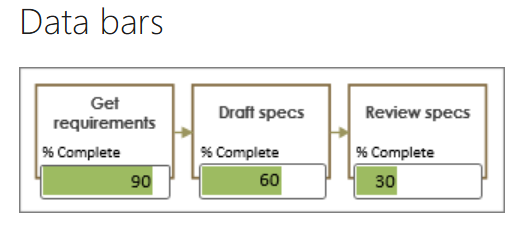 Data bars
Get
requirements
% Complete
90
Draft specs
% Complete
60
Review specs
% Complete
30